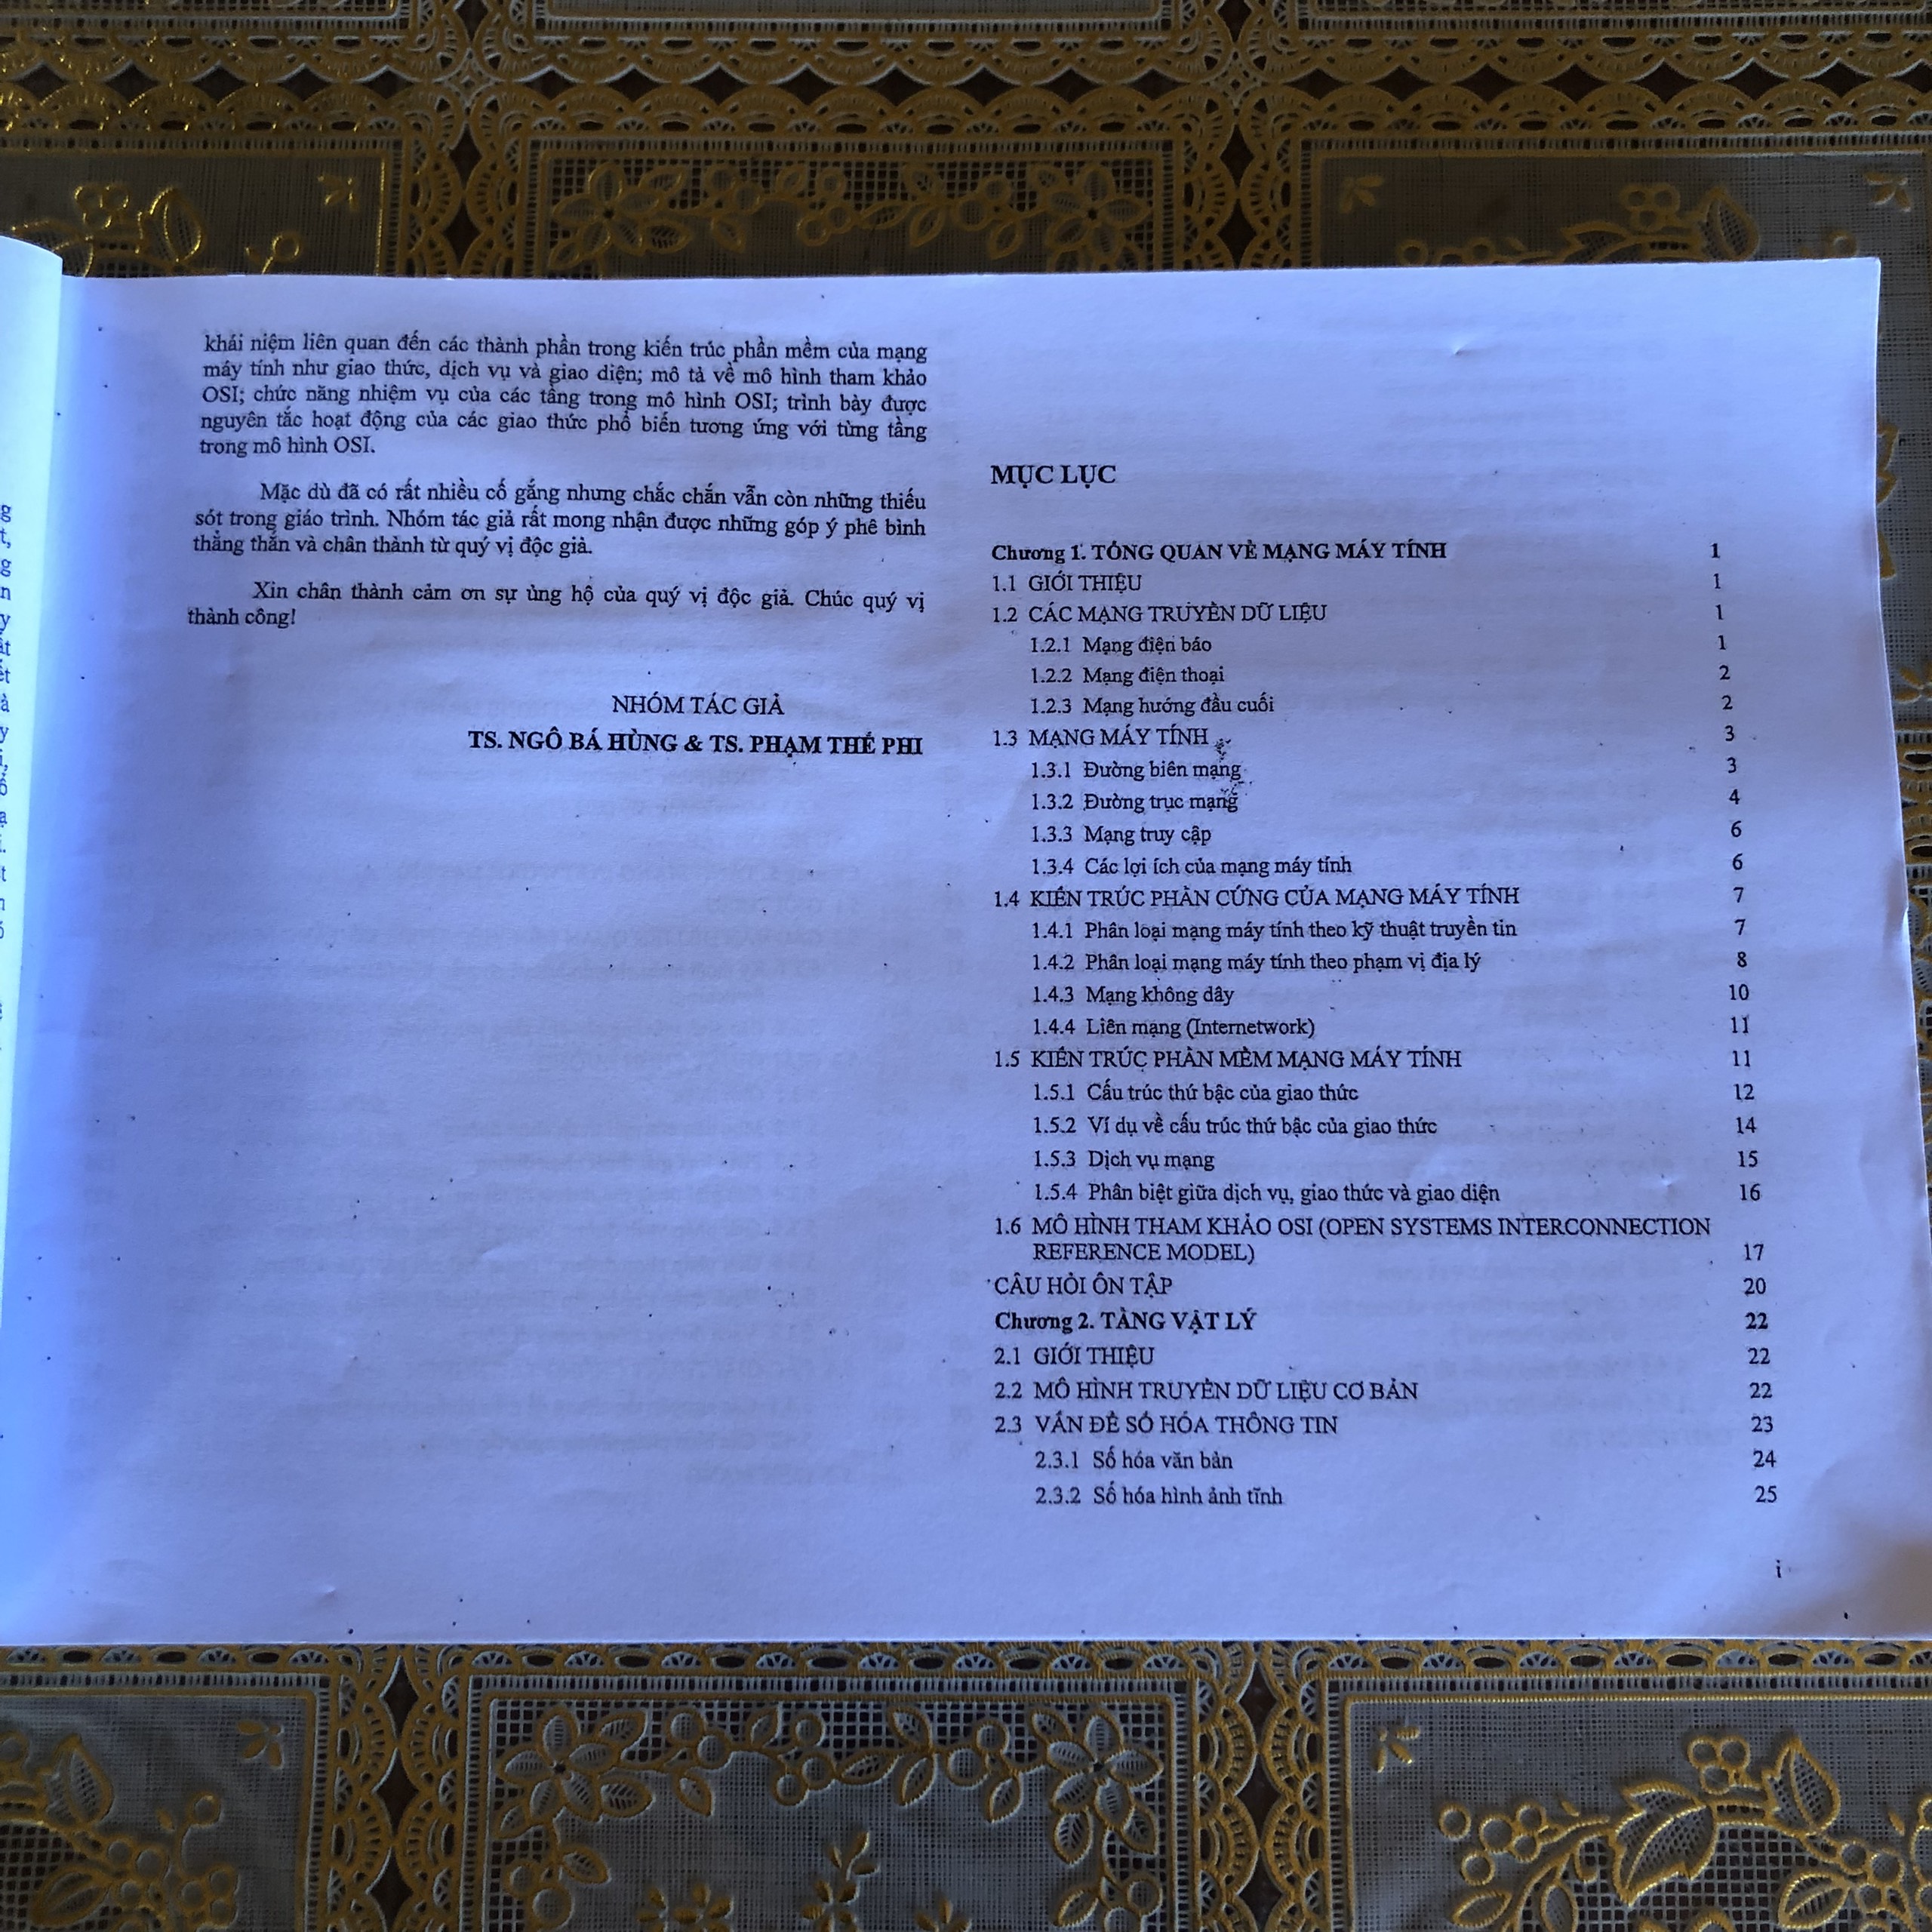 khái niệm liên quan đến các thành phần trong kiến trúc phần mềm của mạng
máy tính như giao thức, dịch vụ và giao diện; mô tả về mô hình tham khảo
OSI; chức năng nhiệm vụ của các tầng trong mô hình OSI; trình bày được
nguyên tắc hoạt động của các giao thức phổ biến tương ứng với từng tầng
trong mô hình OSI.
Mặc dù đã có rất nhiều cố gắng nhưng chắc chắn vẫn còn những thiếu
sót trong giáo trình. Nhóm tác giả rất mong nhận được những góp ý phê bình
thẳng thắn và chân thành từ quý vị độc giả.
Xin chân thành cảm ơn sự ủng hộ của quý vị độc giả. Chúc quý vị
thành công!
NHÓM TÁC GIẢ
TS. NGÔ BÁ HÙNG & TS. PHẠM THẾ PHI
MỤC LỤC
Chương 1. TỔNG QUAN VỀ MẠNG MÁY TÍNH 1
1.1 GIỚI THIỆU 1
1.2 CÁC MẠNG TRUYỀN DỮ LIỆU 1
1.2.1 Mạng điện báo 1
1.2.2 Mạng điện thoại 2
1.2.3 Mạng hướng đầu cuối 2
1.3 MẠNG MÁY TÍNH 3
1.3.1 Đường biên mạng 3
1.3.2 Đường trục mạng 4
1.3.3 Mạng truy cập 6
1.3.4 Các lợi ích của mạng máy tính 6
1.4 KIẾN TRÚC PHẦN CỨNG CỦA MẠNG MÁY TÍNH 7
1.4.1 Phân loại mạng máy tính theo kỹ thuật truyền tin 7
1.4.2 Phân loại mạng máy tính theo phạm vị địa lý 8
1.4.3 Mạng không dây 10
1.4.4 Liên mạng (Internetwork) 11
1.5 KIẾN TRÚC PHẦN MỀM MẠNG MÁY TÍNH 11
1.5.1 Cấu trúc thứ bậc của giao thức 12
1.5.2 Ví dụ về cấu trúc thứ bậc của giao thức 14
1.5.3 Dịch vụ mạng 15
1.5.4 Phân biệt giữa dịch vụ, giao thức và giao diện 16
1.6 MÔ HÌNH THAM KHẢO OSI (OPEN SYSTEMS INTERCONNECTION
REFERENCE MODEL) 17
CÂU HỎI ÔN TẬP 20
Chương 2. TẦNG VẬT LÝ 22
2.1 GIỚI THIỆU 22
2.2 MÔ HÌNH TRUYỀN DỮ LIỆU CƠ BẢN 22
2.3 VẤN ĐỀ SỐ HÓA THÔNG TIN 23
2.3.1 Số hóa văn bản 24
2.3.2 Số hóa hình ảnh tĩnh 25
i